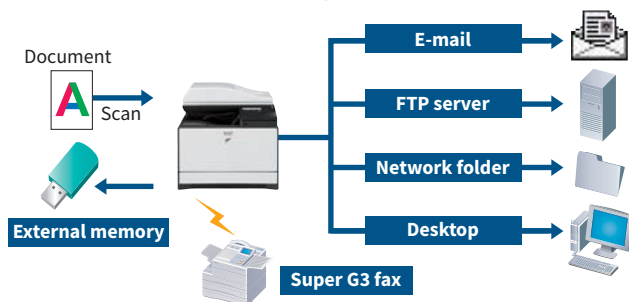 E-mail
Document
A
Scan
FTP server
Network folder
External memory
Desktop
Super G3 fax